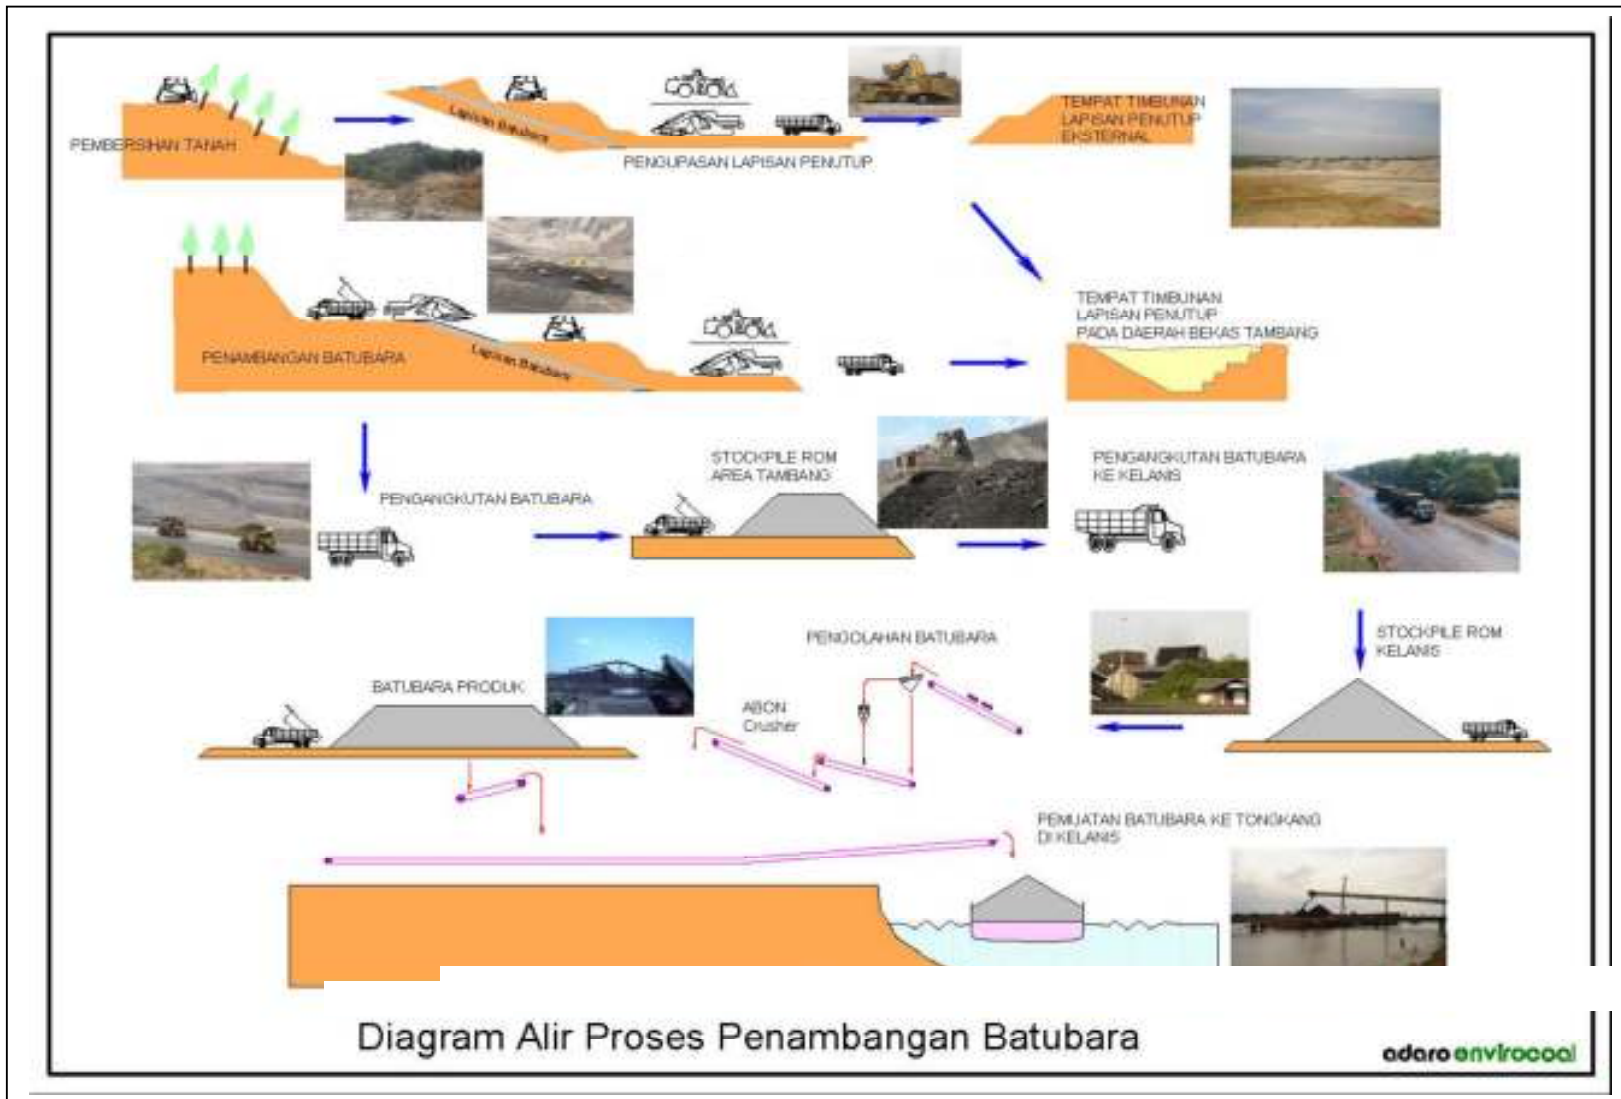 PEMBERSIHAN TANAH
Lapisan Batubara
PENGUPASAN LAPISAN PENUTUP
TEMPAT TIMBUNAN
LAPISAN PENUTUP
EKSTERNAL
PENAMBANGAN BATUBARA
Lapisan Batubara
TEMPAT TIMBUNAN
LAPISAN PENUTUP
PADA DAERAH BEKAS TAMBANG
PENGANGKUTAN BATUBARA
STOCKPILE ROM
AREA TAMBANG
PENGANGKUTAN BATUBARA
KE KELANIS
STOCKPILE ROM
KELANIS
PENGOLAHAN BATUBARA
ABON
Crusher
BATUBARA PRODUK
PEMUATAN BATUBARA KE TONGKANG
DI KELANIS
Diagram Alir Proses Penambangan Batubara
adaro envirocoal